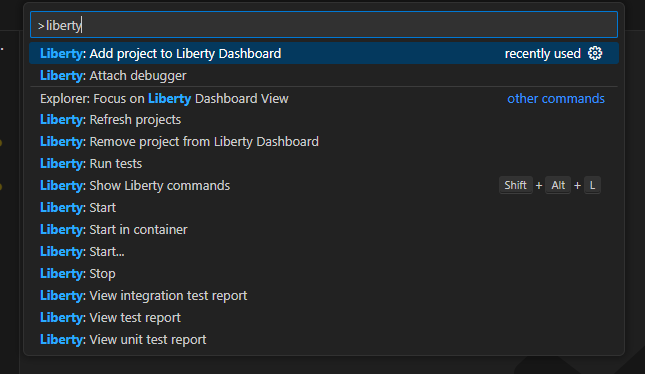 >liberty
Liberty: Add project to Liberty Dashboard recently used
Liberty: Attach debugger
Explorer: Focus on Liberty Dashboard View other commands
Liberty: Refresh projects
Liberty: Remove project from Liberty Dashboard
Liberty: Run tests
Liberty: Show Liberty commands Shift + Alt + L
Liberty: Start
Liberty: Start in container
Liberty: Start...
Liberty: Stop
Liberty: View integration test report
Liberty: View test report
Liberty: View unit test report